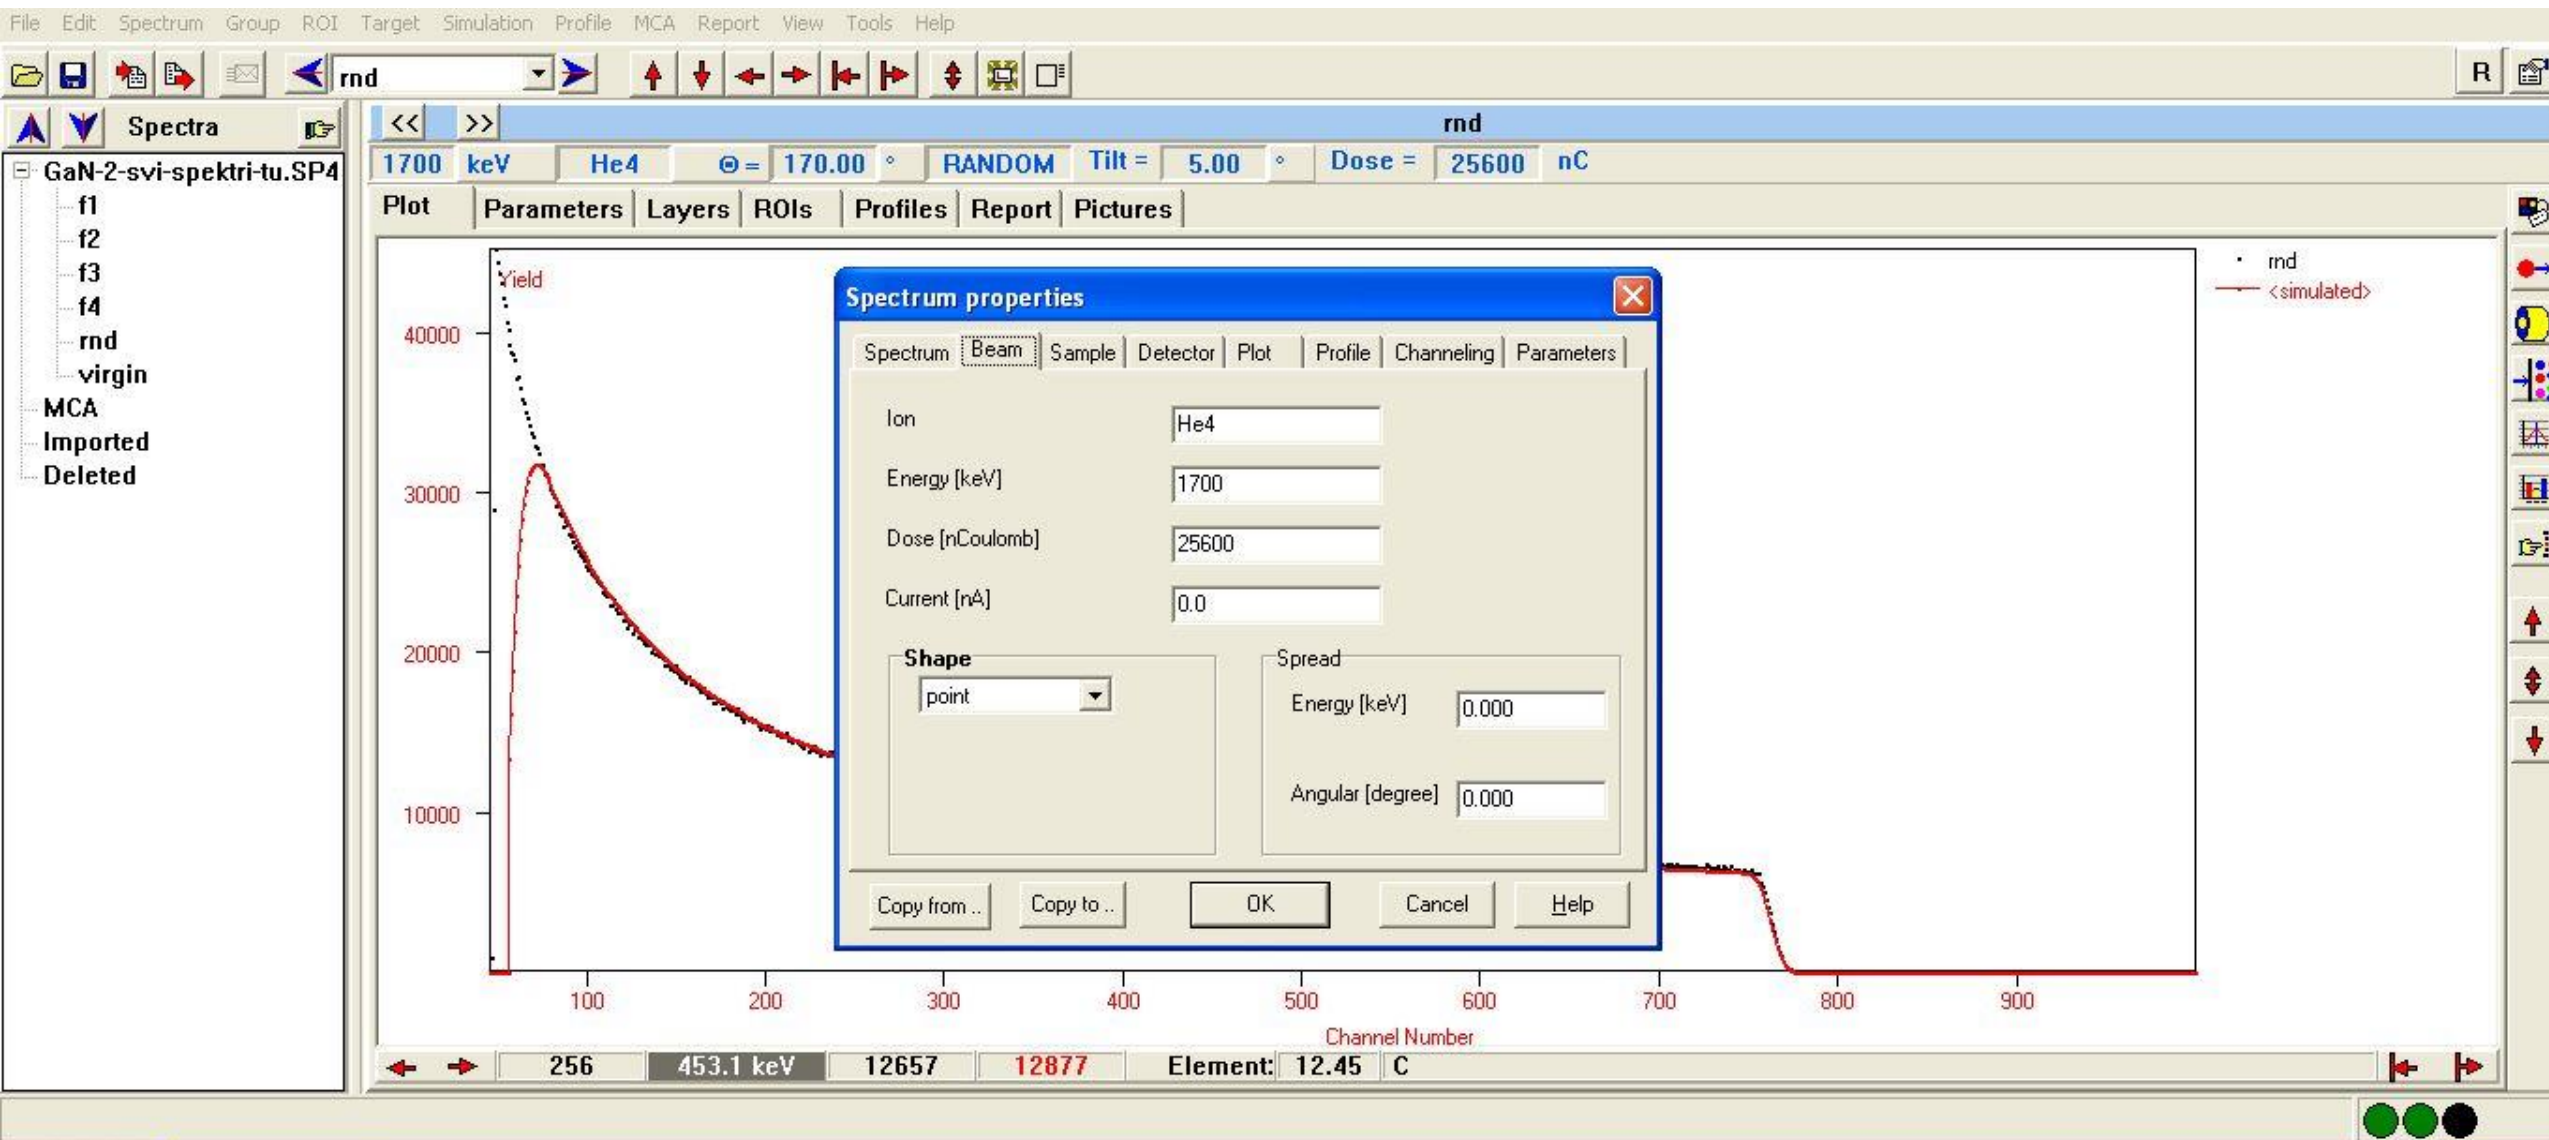 File Edit Spectrum Group ROI Target Simulation Profile MCA Report View Tools Help
rnd
R
Spectra
<< >> rnd
1700 keV He4 Θ = 170.00 ° RANDOM Tilt = 5.00 ° Dose = 25600 nC
Plot Parameters Layers ROIs Profiles Report Pictures
GaN-2-svi-spektri-tu.SP4
f1
f2
f3
f4
rnd
virgin
MCA
Imported
Deleted
Yield
40000
30000
20000
10000
rnd
<simulated>
Spectrum properties
Spectrum Beam Sample Detector Plot Profile Channeling Parameters
Ion He4
Energy [keV] 1700
Dose [nCoulomb] 25600
Current [nA] 0.0
Shape
point
Spread
Energy [keV] 0.000
Angular [degree] 0.000
Copy from .. Copy to .. OK Cancel Help
100 200 300 400 500 600 700 800 900
Channel Number
256 453.1 keV 12657 12877 Element: 12.45 C